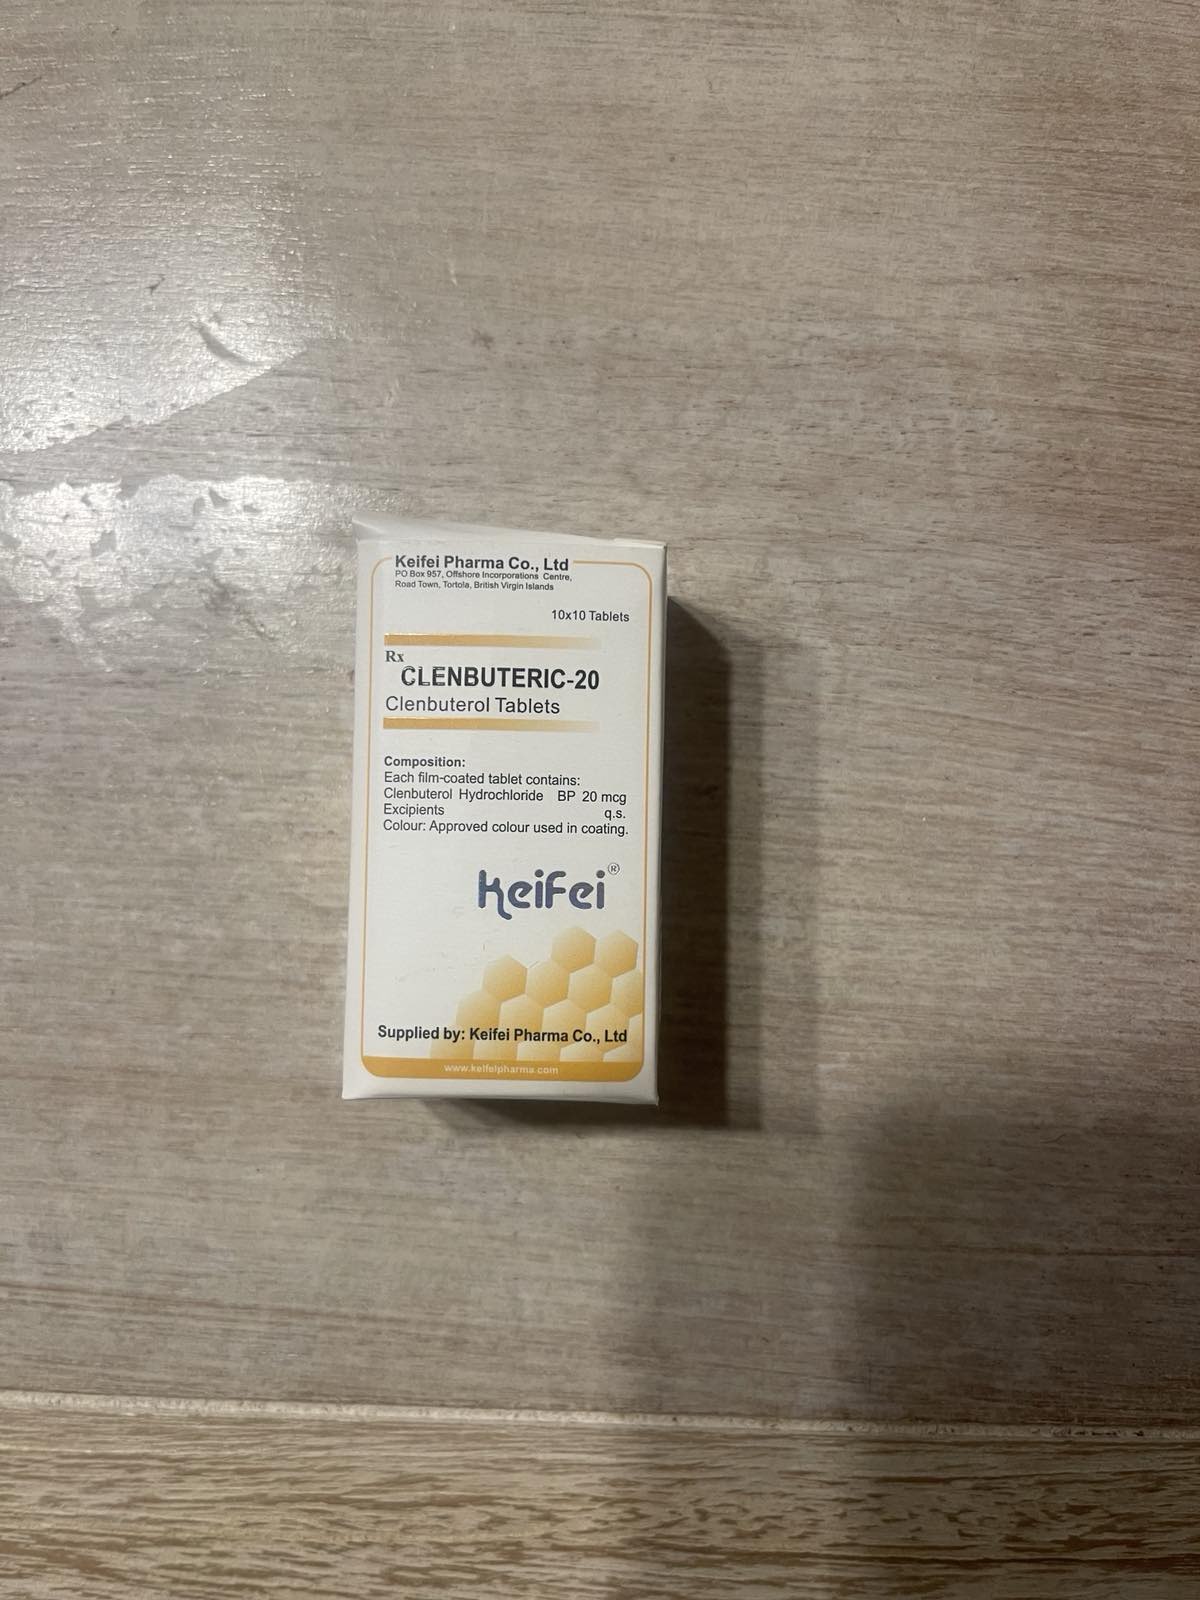 Keifei Pharma Co., Ltd
PO Box 957, Offshore Incorporations Centre,
Road Town, Tortola, British Virgin Islands
10x10 Tablets
Rx
CLENBUTERIC-20
Clenbuterol Tablets
Composition:
Each film-coated tablet contains:
Clenbuterol Hydrochloride BP 20 mcg
Excipients q.s.
Colour: Approved colour used in coating.
keifei®
Supplied by: Keifei Pharma Co., Ltd
www.keifeipharma.com